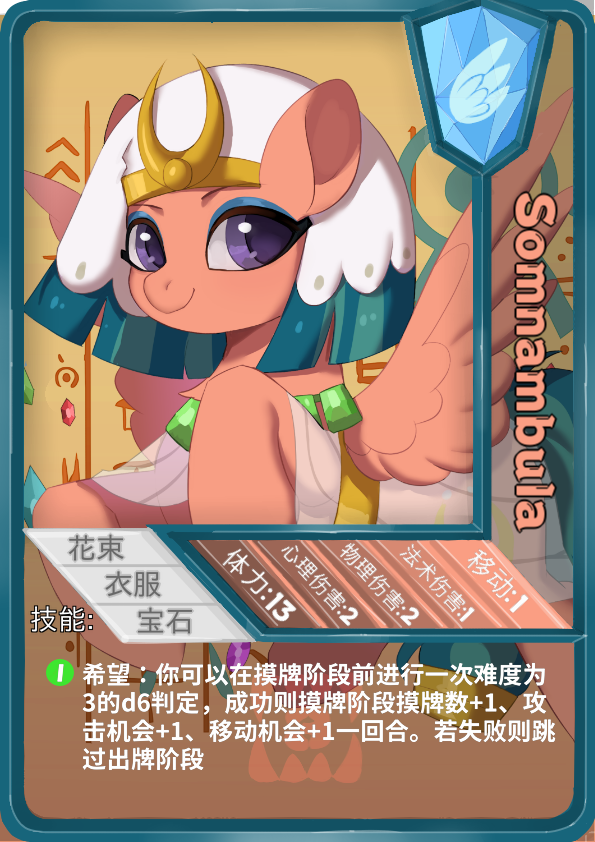 Somnambula
花束
衣服
宝石
体力:13
心理伤害:2
物理伤害:2
法术伤害:1
移动:1
技能:
1 希望：你可以在摸牌阶段前进行一次难度为
3的d6判定，成功则摸牌阶段摸牌数+1、攻
击机会+1、移动机会+1一回合。若失败则跳
过出牌阶段